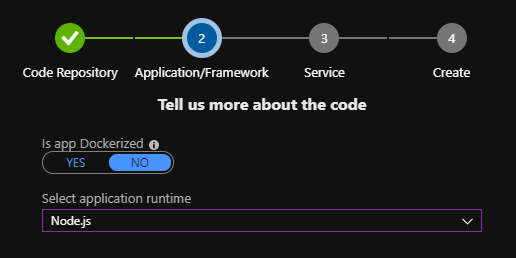 2
3
4
Code Repository
Application/Framework
Service
Create
Tell us more about the code
Is app Dockerized
YES
NO
Select application runtime
Node.js